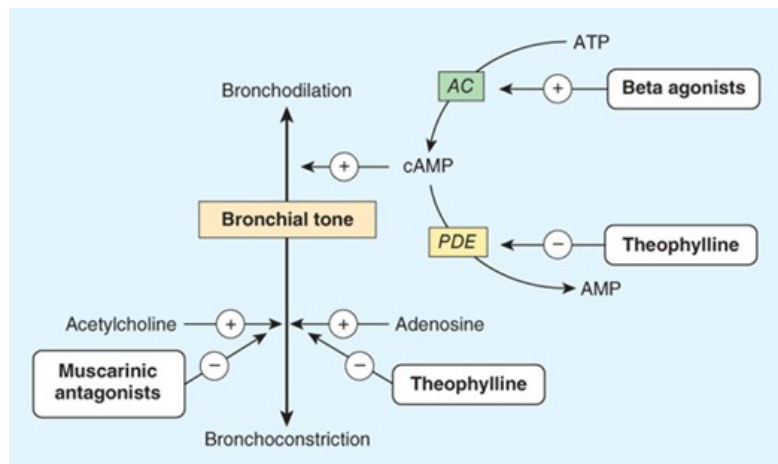 ATP
Bronchodilation
AC
+
Beta agonists
+
cAMP
Bronchial tone
PDE
−
Theophylline
AMP
Acetylcholine
+
+
Adenosine
Muscarinic
antagonists
−
−
Theophylline
Bronchoconstriction